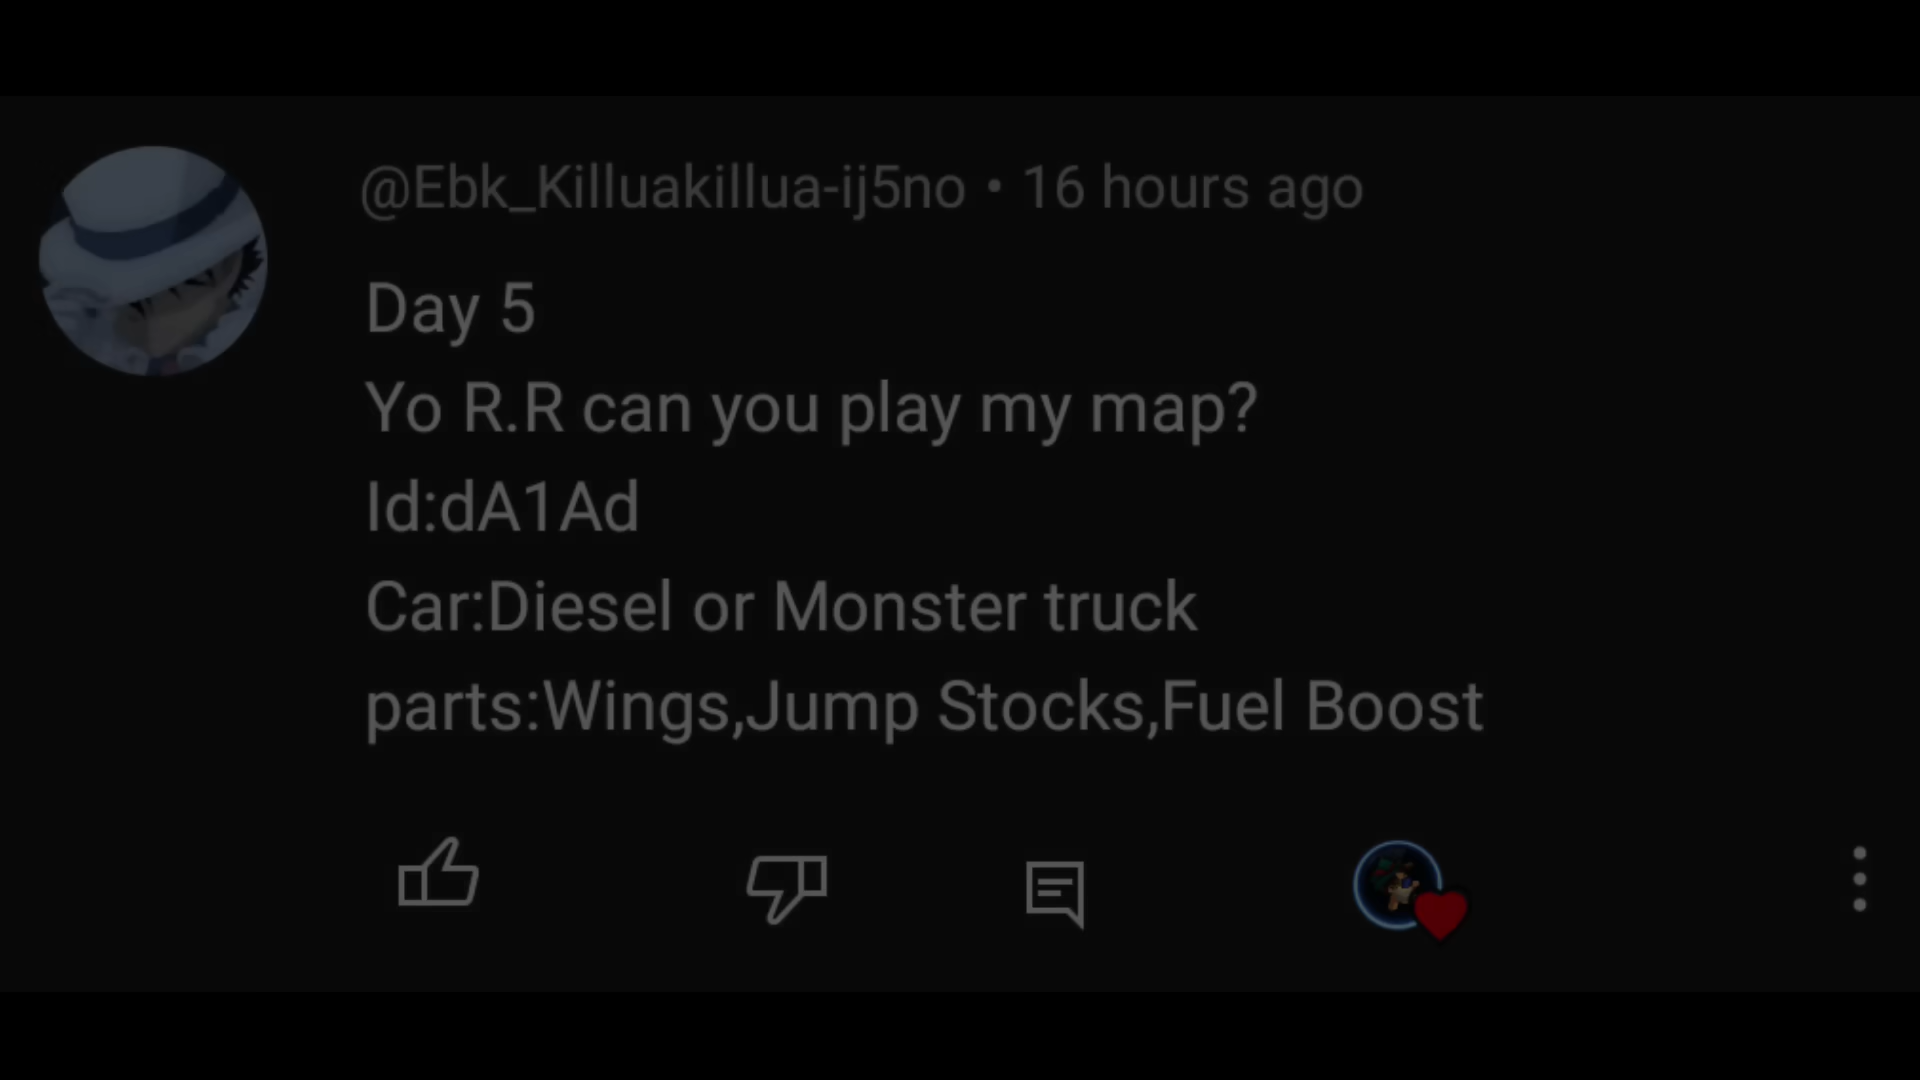 @Ebk_Killuakillua-ij5no • 16 hours ago
Day 5
Yo R.R can you play my map?
Id:dA1Ad
Car:Diesel or Monster truck
parts:Wings,Jump Stocks,Fuel Boost